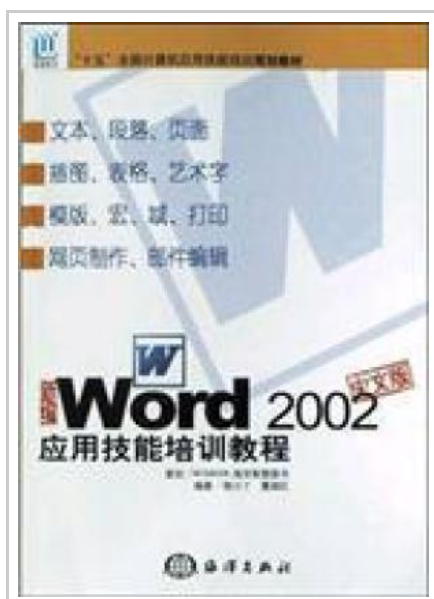 "十五"全国计算机应用技能培训规划教材
文本、段落、页面
插图、表格、艺术字
模版、宏、域、打印
网页制作、邮件编辑
W
新编
Word 2002
中文版
应用技能培训教程
海洋出版社